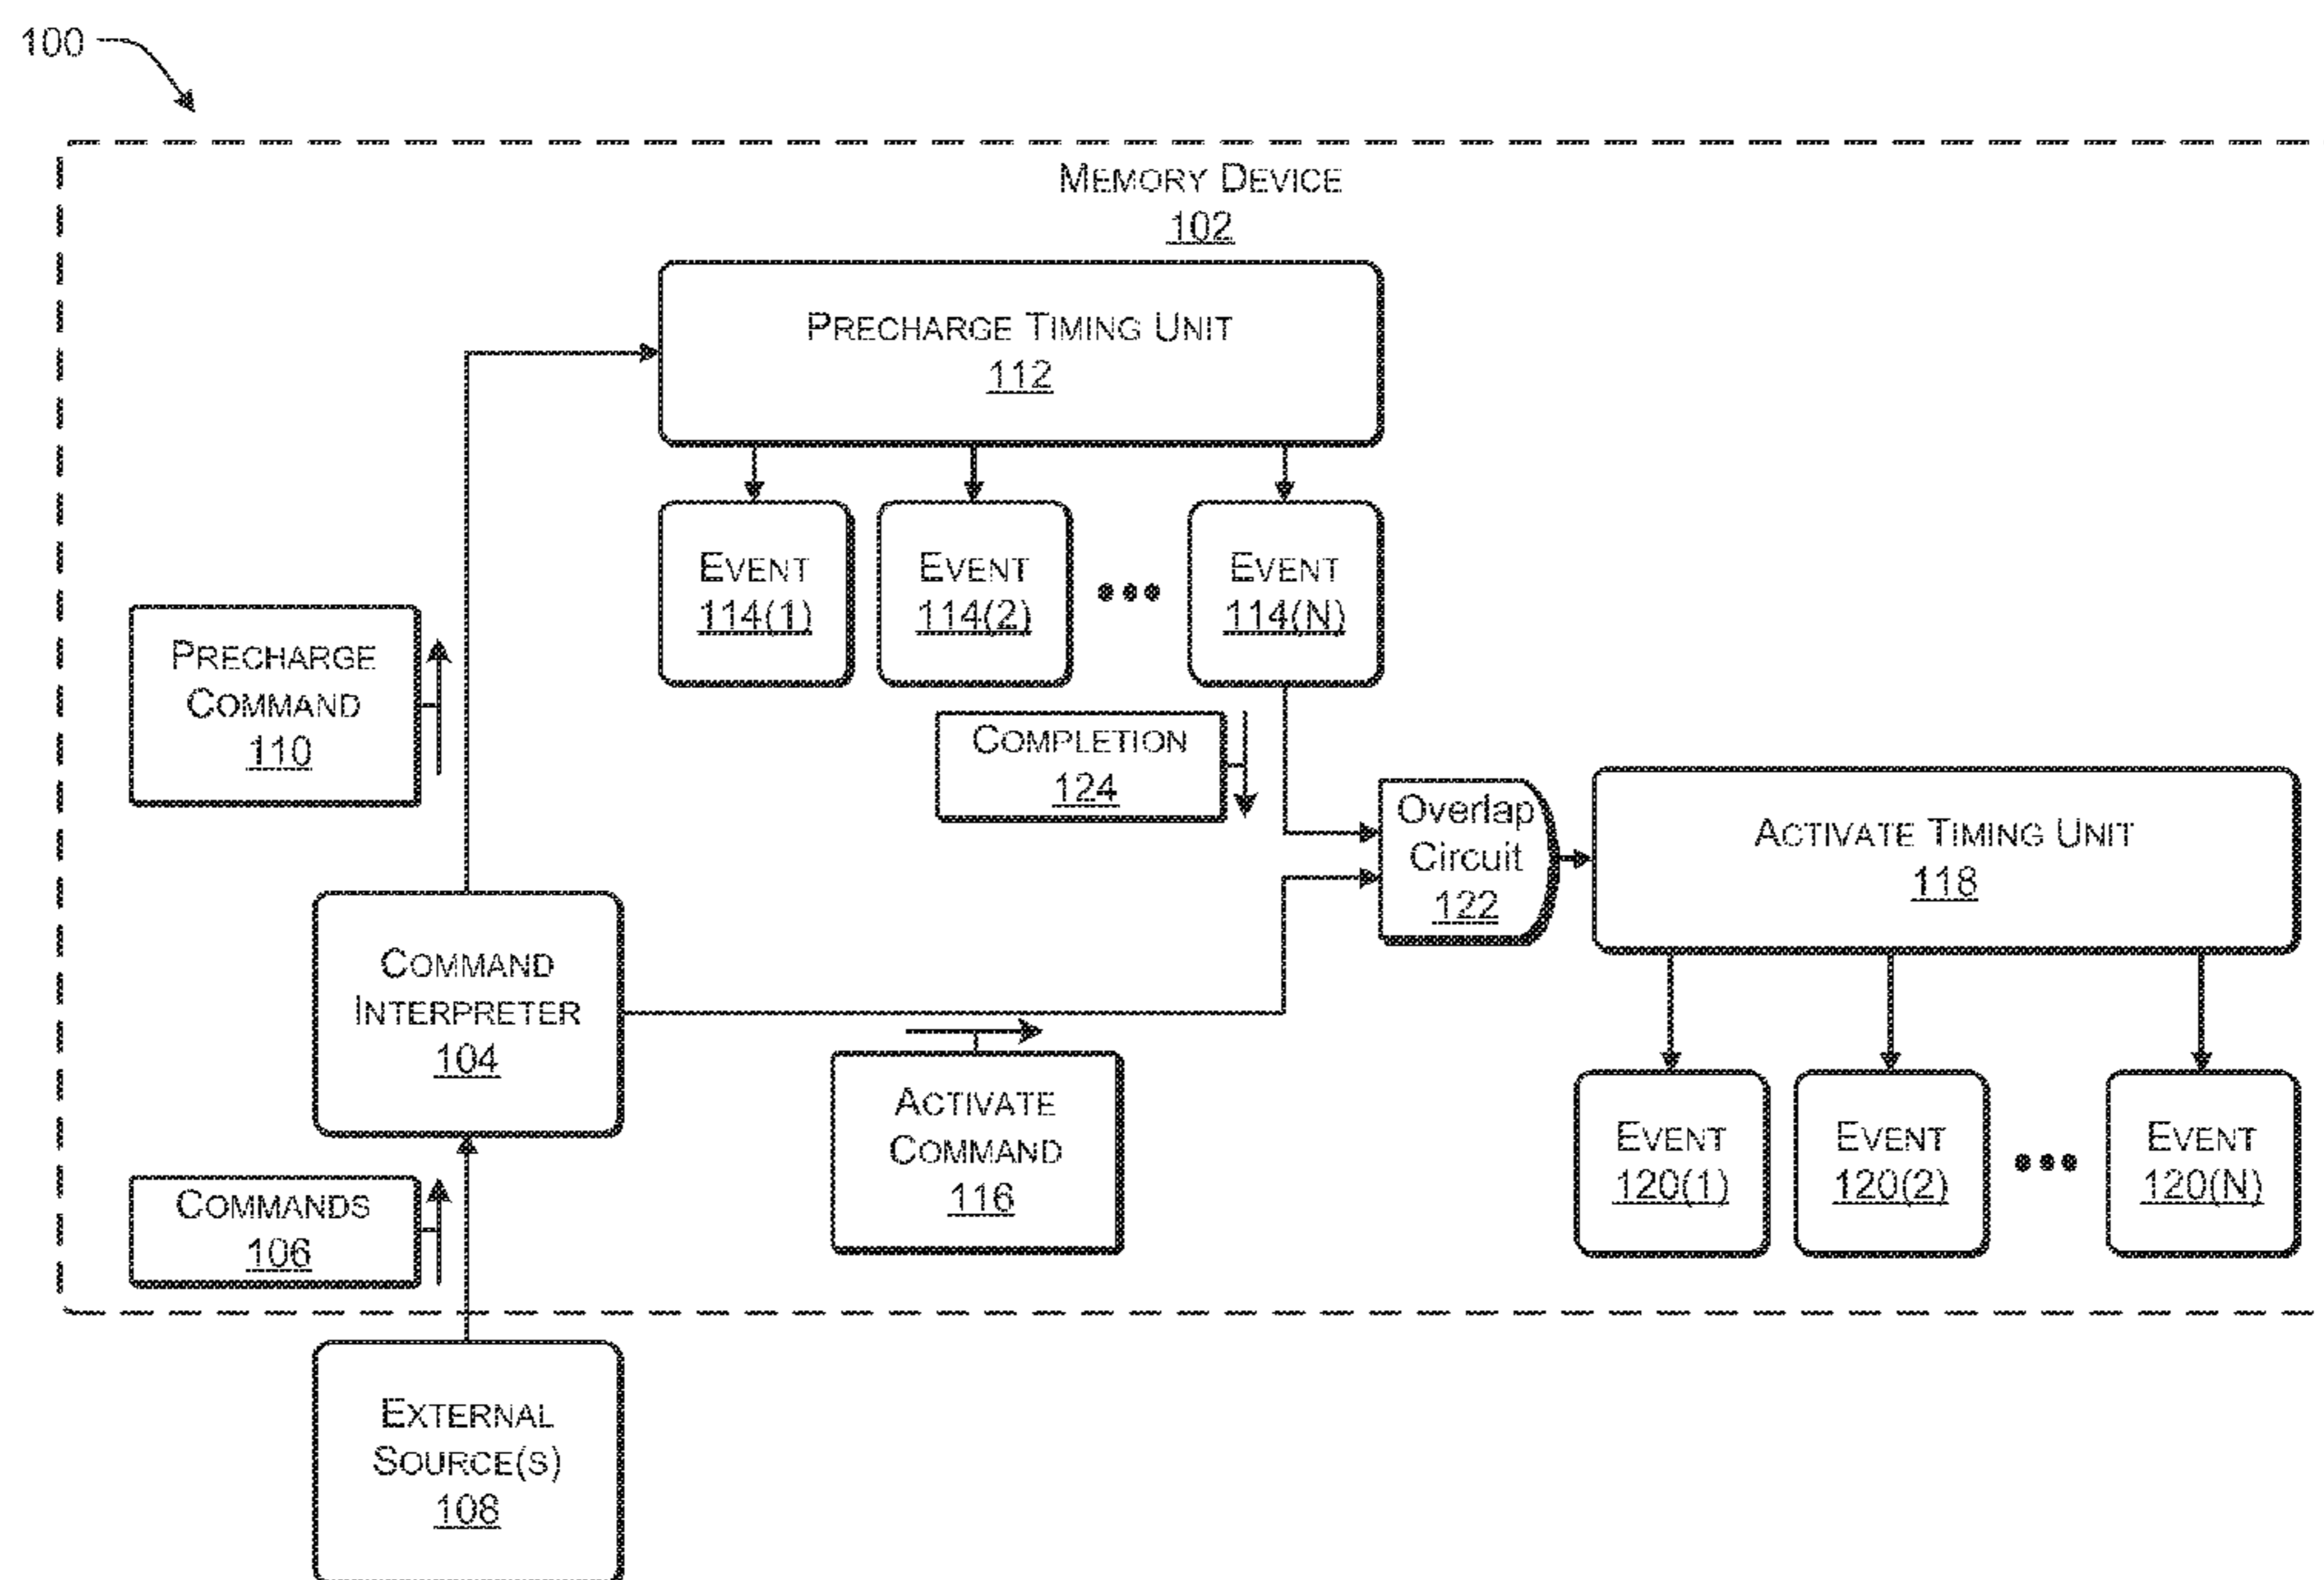 100
MEMORY DEVICE
102
PRECHARGE TIMING UNIT
112
EVENT
114(1)
EVENT
114(2)
•••
EVENT
114(N)
PRECHARGE
COMMAND
110
COMPLETION
124
Overlap
Circuit
122
ACTIVATE TIMING UNIT
118
COMMAND
INTERPRETER
104
ACTIVATE
COMMAND
116
EVENT
120(1)
EVENT
120(2)
•••
EVENT
120(N)
COMMANDS
106
EXTERNAL
SOURCE(S)
108